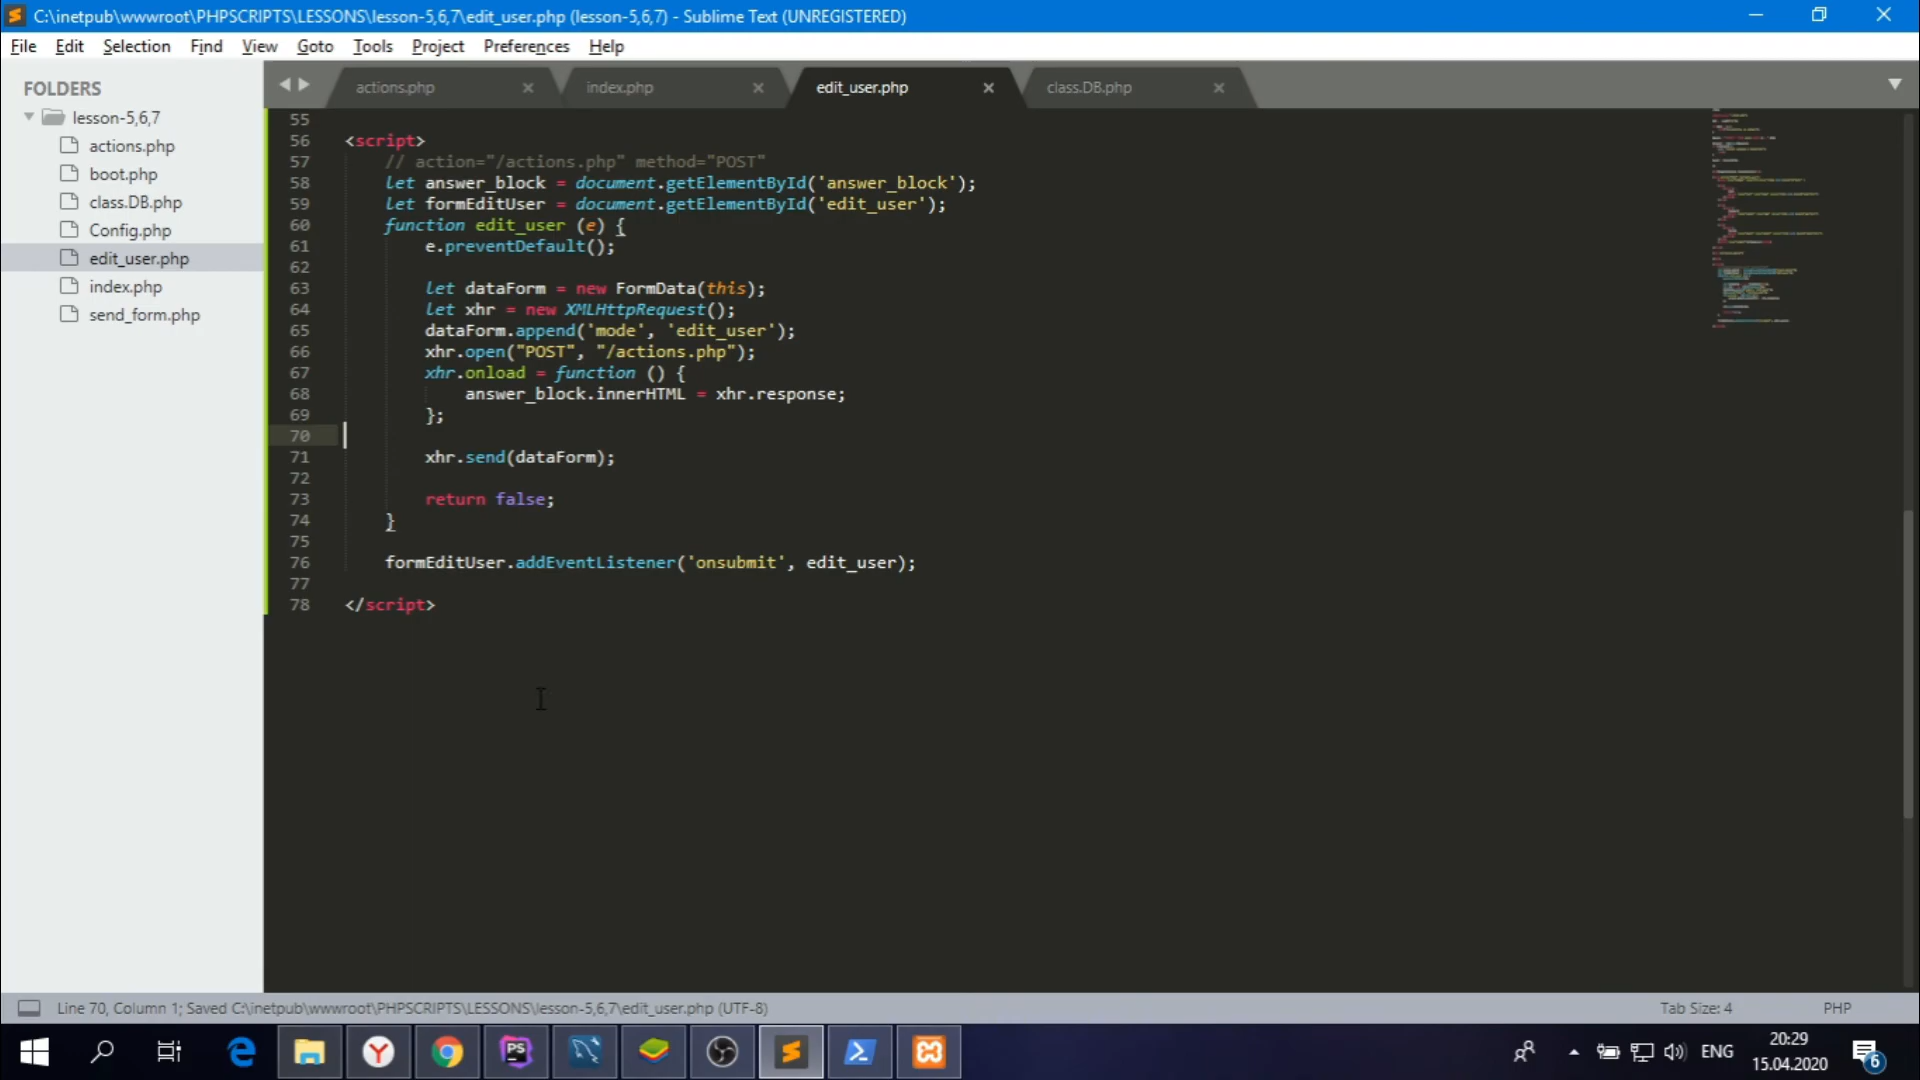 C:\inetpub\wwwroot\PHPSCRIPTS\LESSONS\lesson-5,6,7\edit_user.php (lesson-5,6,7) - Sublime Text (UNREGISTERED)
File Edit Selection Find View Goto Tools Project Preferences Help
FOLDERS
lesson-5,6,7
actions.php
boot.php
class.DB.php
Config.php
edit_user.php
index.php
send_form.php
actions.php × index.php × edit_user.php × class.DB.php ×
55
56 <script>
57 // action="/actions.php" method="POST"
58 let answer_block = document.getElementById('answer_block');
59 let formEditUser = document.getElementById('edit_user');
60 function edit_user (e) {
61 e.preventDefault();
62
63 let dataForm = new FormData(this);
64 let xhr = new XMLHttpRequest();
65 dataForm.append('mode', 'edit_user');
66 xhr.open("POST", "/actions.php");
67 xhr.onload = function () {
68 answer_block.innerHTML = xhr.response;
69 };
70
71 xhr.send(dataForm);
72
73 return false;
74 }
75
76 formEditUser.addEventListener('onsubmit', edit_user);
77
78 </script>
Line 70, Column 1; Saved C:\inetpub\wwwroot\PHPSCRIPTS\LESSONS\lesson-5,6,7\edit_user.php (UTF-8) Tab Size: 4 PHP
PS
ENG
20:29
15.04.2020
6